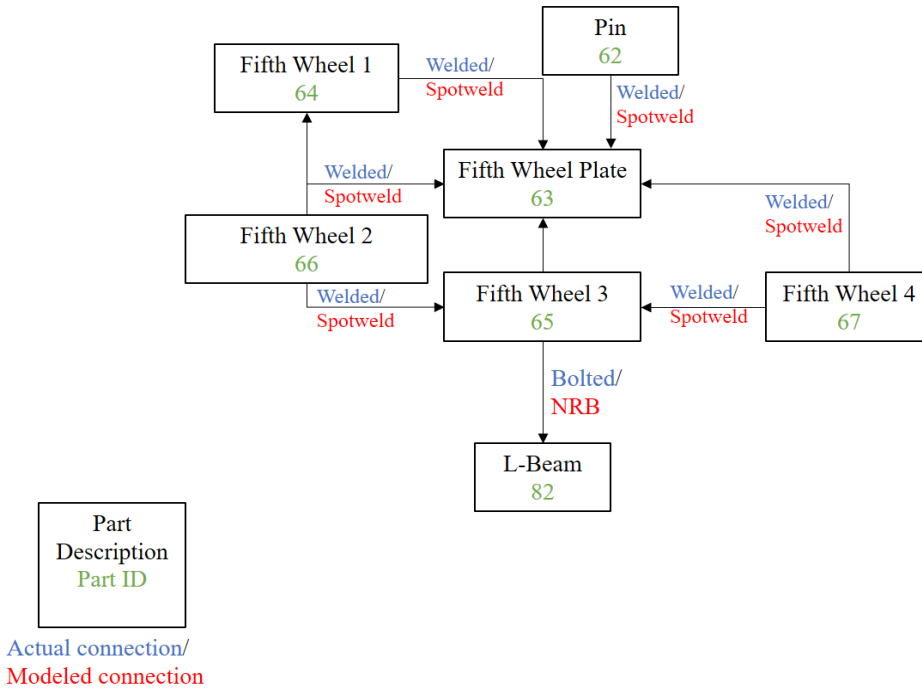 Pin
62
Fifth Wheel 1
64
Welded/
Spotweld
Welded/
Spotweld
Fifth Wheel Plate
63
Welded/
Spotweld
Welded/
Spotweld
Fifth Wheel 2
66
Welded/
Spotweld
Fifth Wheel 3
65
Welded/
Spotweld
Fifth Wheel 4
67
Bolted/
NRB
L-Beam
82
Part
Description
Part ID
Actual connection/
Modeled connection